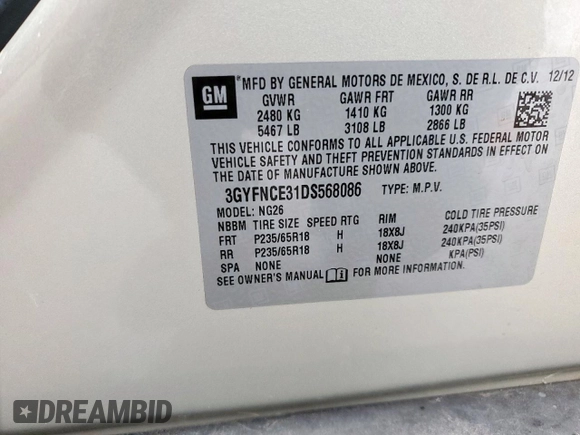 GM
MFD BY GENERAL MOTORS DE MEXICO, S. DE R.L. DE C.V. 12/12
GVWR GAWR FRT GAWR RR
2480 KG 1410 KG 1300 KG
5467 LB 3108 LB 2866 LB
THIS VEHICLE CONFORMS TO ALL APPLICABLE U.S. FEDERAL MOTOR
VEHICLE SAFETY AND THEFT PREVENTION STANDARDS IN EFFECT ON
THE DATE OF MANUFACTURE SHOWN ABOVE.
3GYFNCE31DS568086 TYPE: M.P.V.
MODEL: NG26
NBBM TIRE SIZE SPEED RTG RIM COLD TIRE PRESSURE
FRT P235/65R18 H 18X8J 240KPA(35PSI)
RR P235/65R18 H 18X8J 240KPA(35PSI)
SPA NONE NONE KPA(PSI)
SEE OWNER'S MANUAL FOR MORE INFORMATION.
DREAMBID